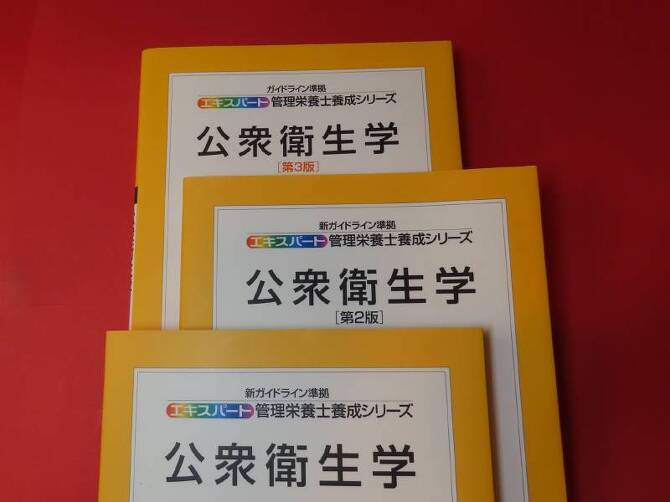 ガイドライン準拠
エキスパート 管理栄養士養成シリーズ
公衆衛生学
[第3版]
新ガイドライン準拠
エキスパート 管理栄養士養成シリーズ
公衆衛生学
[第2版]
新ガイドライン準拠
エキスパート 管理栄養士養成シリーズ
公衆衛生学